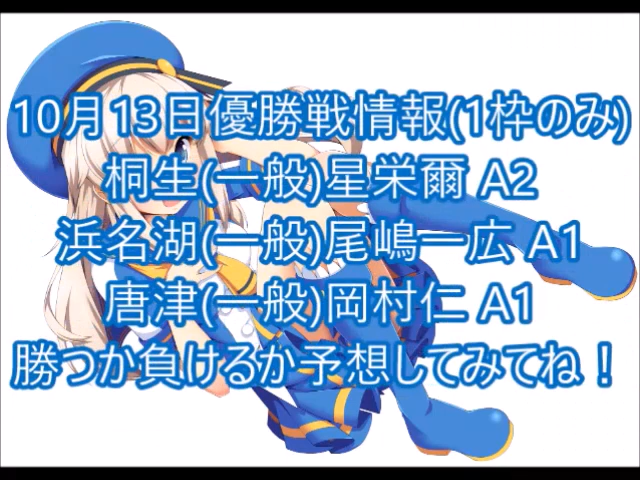 10月13日優勝戦情報(1枠のみ)
桐生(一般)星栄爾 A2
浜名湖(一般)尾嶋一広 A1
唐津(一般)岡村仁 A1
勝つか負けるか予想してみてね！